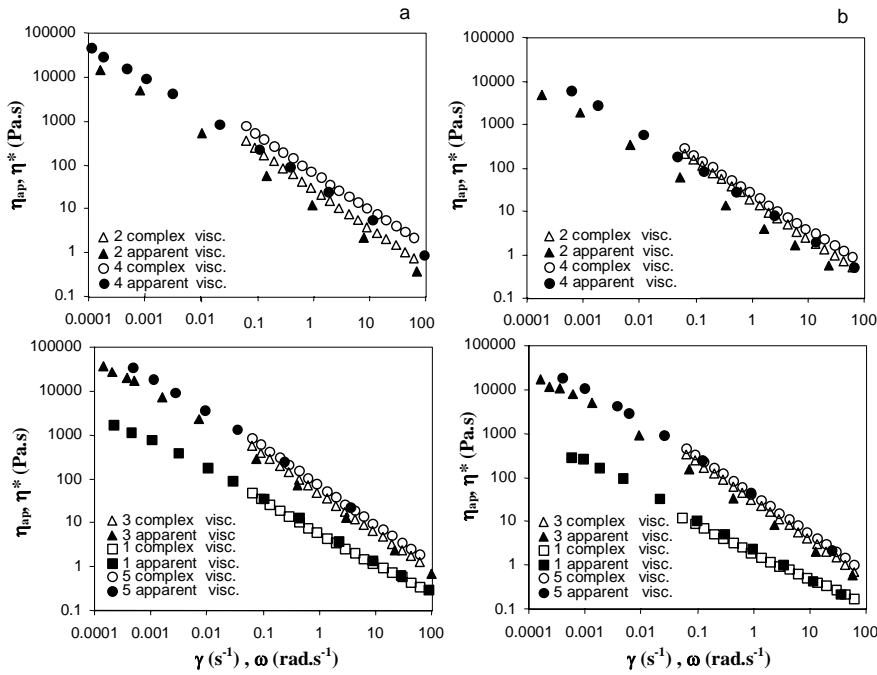 a
100000
10000
1000
100
10
1
0.1
η_ap, η* (Pa.s)
2 complex visc.
2 apparent visc.
4 complex visc.
4 apparent visc.
0.0001 0.001 0.01 0.1 1 10 100
b
100000
10000
1000
100
10
1
0.1
η_ap, η* (Pa.s)
2 complex visc.
2 apparent visc.
4 complex visc.
4 apparent visc.
0.0001 0.001 0.01 0.1 1 10 100
100000
10000
1000
100
10
1
0.1
η_ap, η* (Pa.s)
3 complex visc.
3 apparent visc
1 complex visc.
1 apparent visc.
5 complex visc.
5 apparent visc.
0.0001 0.001 0.01 0.1 1 10 100
γ (s⁻¹) , ω (rad.s⁻¹)
100000
10000
1000
100
10
1
0.1
η_ap, η* (Pa.s)
3 complex visc.
3 apparent visc.
1 complex visc.
1 apparent visc.
5 complex visc.
5 apparent visc.
0.0001 0.001 0.01 0.1 1 10 100
γ (s⁻¹) , ω (rad.s⁻¹)